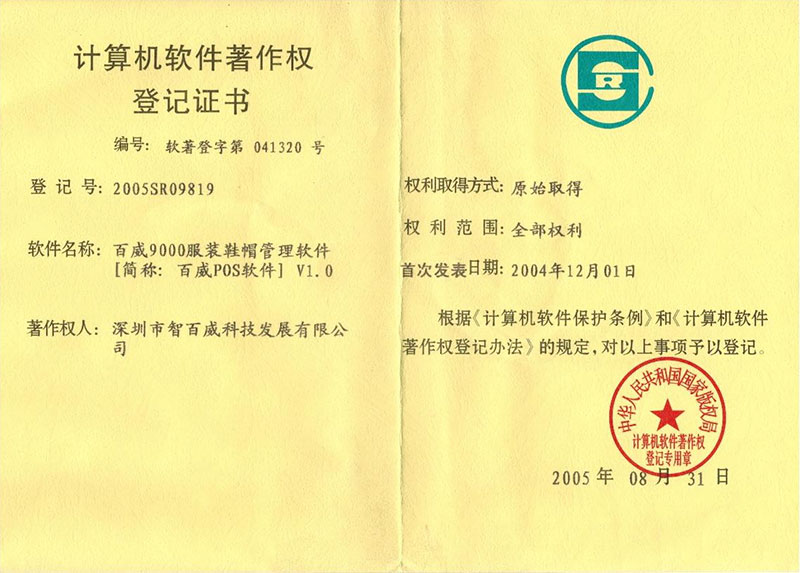 计算机软件著作权
登记证书
编号: 软著登字第 041320 号
登记号: 2005SR09819
软件名称: 百威9000服装鞋帽管理软件
[简称: 百威POS软件] V1.0
著作权人: 深圳市智百威科技发展有限公
司
SRC
权利取得方式: 原始取得
权利范围: 全部权利
首次发表日期: 2004年12月01日
根据《计算机软件保护条例》和《计算机软件
著作权登记办法》的规定,对以上事项予以登记。
中华人民共和国国家版权局
计算机软件著作权
登记专用章
2005 年 08 月 31 日